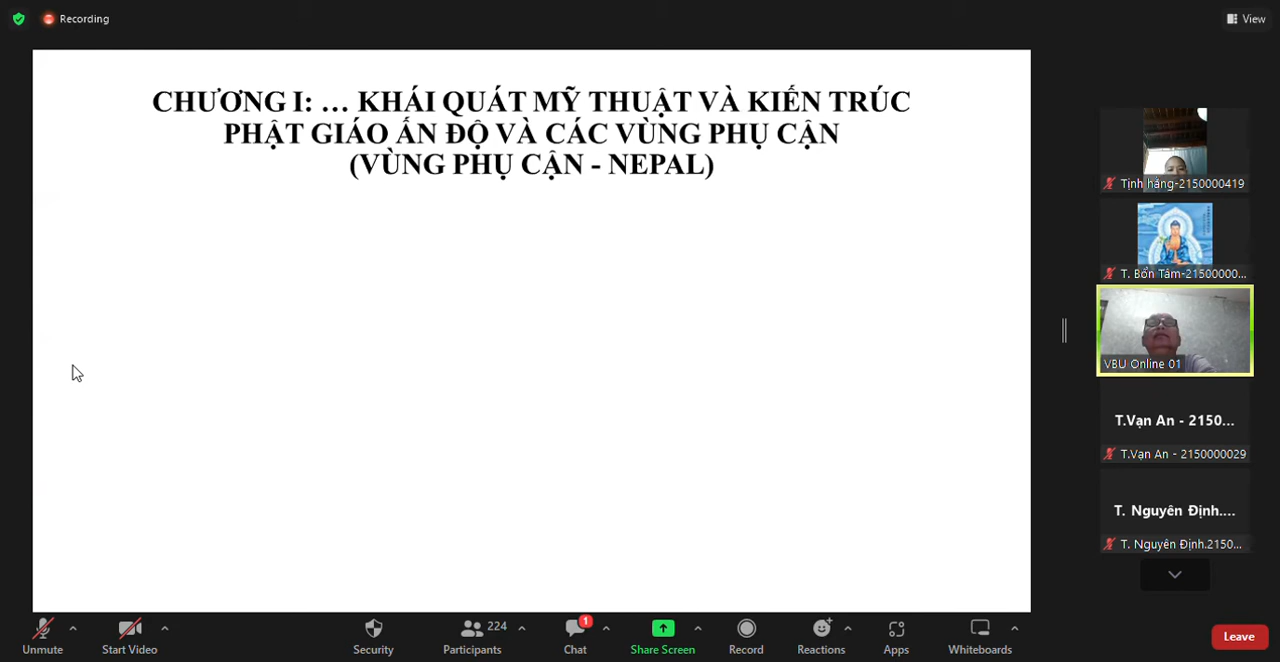 Recording
View
CHƯƠNG I: ... KHÁI QUÁT MỸ THUẬT VÀ KIẾN TRÚC
PHẬT GIÁO ẤN ĐỘ VÀ CÁC VÙNG PHỤ CẬN
(VÙNG PHỤ CẬN - NEPAL)
Tịnh hằng-2150000419
T. Bổn Tâm-21500000...
VBU Online 01
T.Vạn An - 2150...
T.Vạn An - 2150000029
T. Nguyên Định....
T. Nguyên Định.2150...
Unmute
Start Video
Security
224
Participants
1
Chat
Share Screen
Record
Reactions
Apps
Whiteboards
Leave